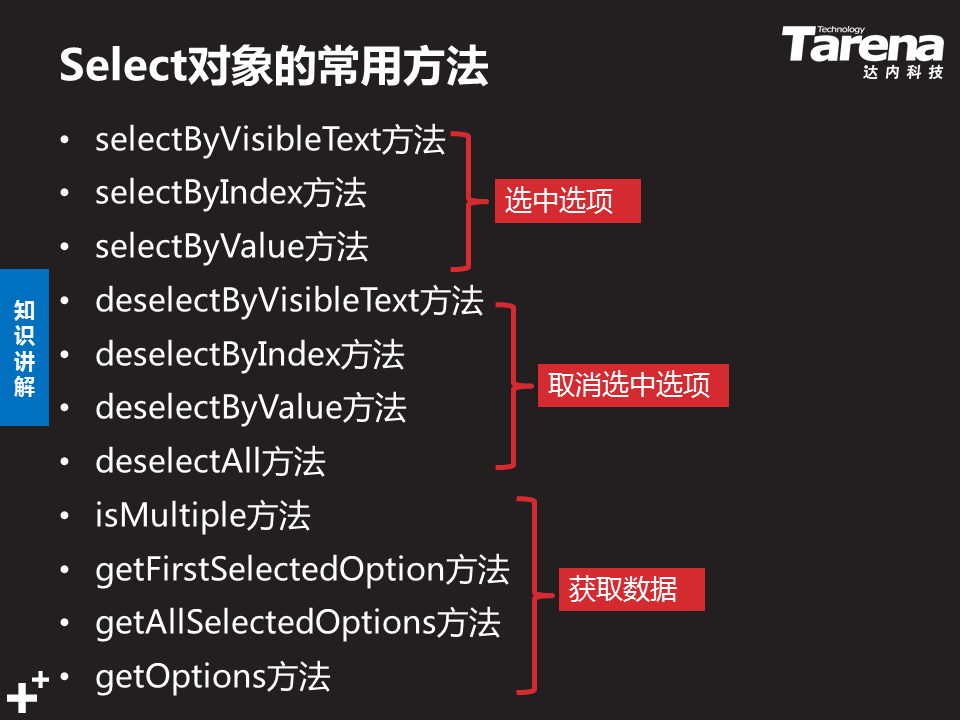 Select对象的常用方法
Technology
Tarena
达内科技
• selectByVisibleText方法
• selectByIndex方法
选中选项
• selectByValue方法
• deselectByVisibleText方法
知识讲解
• deselectByIndex方法
取消选中选项
• deselectByValue方法
• deselectAll方法
• isMultiple方法
• getFirstSelectedOption方法
获取数据
• getAllSelectedOptions方法
• getOptions方法